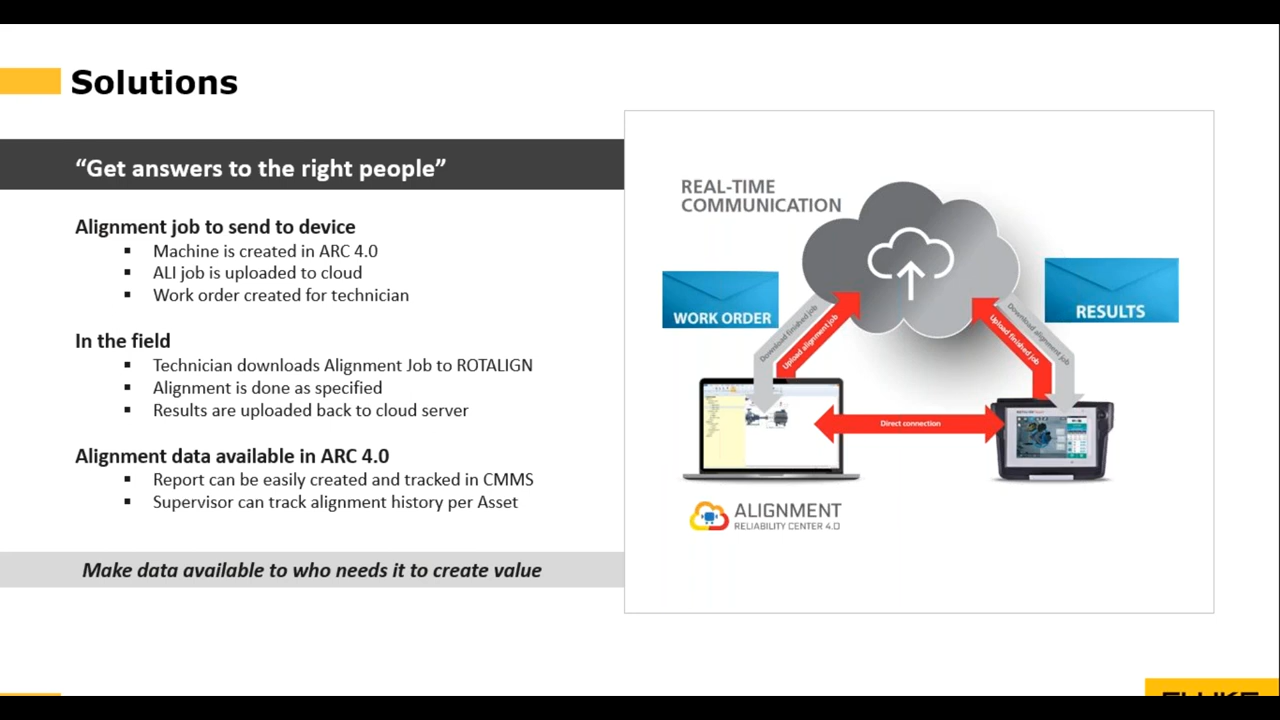 Solutions
“Get answers to the right people”
Alignment job to send to device
▪ Machine is created in ARC 4.0
▪ ALI job is uploaded to cloud
▪ Work order created for technician
In the field
▪ Technician downloads Alignment Job to ROTALIGN
▪ Alignment is done as specified
▪ Results are uploaded back to cloud server
Alignment data available in ARC 4.0
▪ Report can be easily created and tracked in CMMS
▪ Supervisor can track alignment history per Asset
Make data available to who needs it to create value
REAL-TIME
COMMUNICATION
WORK ORDER
RESULTS
Download finished job
Upload alignment job
Upload finished job
Download alignment job
Direct connection
ALIGNMENT
RELIABILITY CENTER 4.0
FLUKE